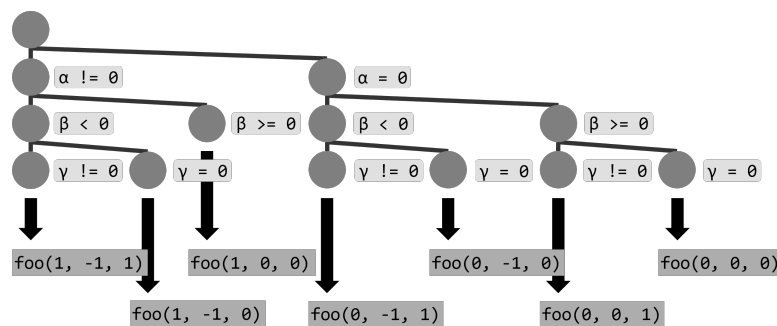 α != 0
α = 0
β < 0
β >= 0
β < 0
β >= 0
γ != 0
γ = 0
γ != 0
γ = 0
γ != 0
γ = 0
foo(1, -1, 1)
foo(1, 0, 0)
foo(0, -1, 0)
foo(0, 0, 0)
foo(1, -1, 0)
foo(0, -1, 1)
foo(0, 0, 1)